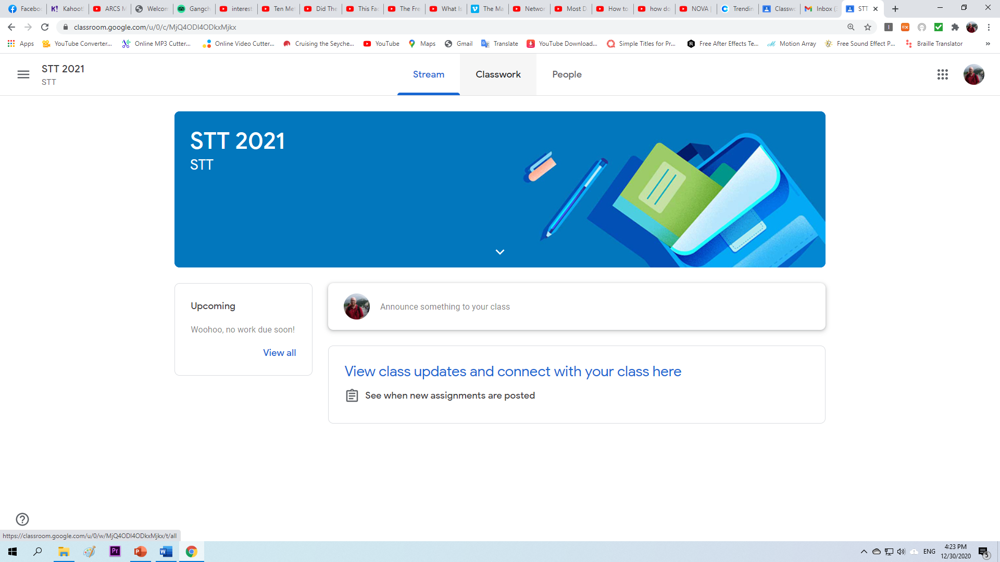 Faceboo
Kahoot!
ARCS M
Welcom
Gangch
interest
Ten Met
Did The
This Fac
The Fre
What Is
The Ma
Networ
Most D
How to
how do
NOVA |
Trendin
Classwo
Inbox (
STT
classroom.google.com/u/0/c/MjQ4ODI4ODkxMjkx
Apps
YouTube Converter...
Online MP3 Cutter...
Online Video Cutter...
Cruising the Seyche...
YouTube
Maps
Gmail
Translate
YouTube Download...
Simple Titles for Pr...
Free After Effects Te...
Motion Array
Free Sound Effect P...
Braille Translator
»
STT 2021
STT
Stream
Classwork
People
STT 2021
STT
Upcoming
Woohoo, no work due soon!
View all
Announce something to your class
View class updates and connect with your class here
See when new assignments are posted
https://classroom.google.com/u/0/w/MjQ4ODI4ODkxMjkx/t/all
Pr
ENG
4:23 PM
12/30/2020
5